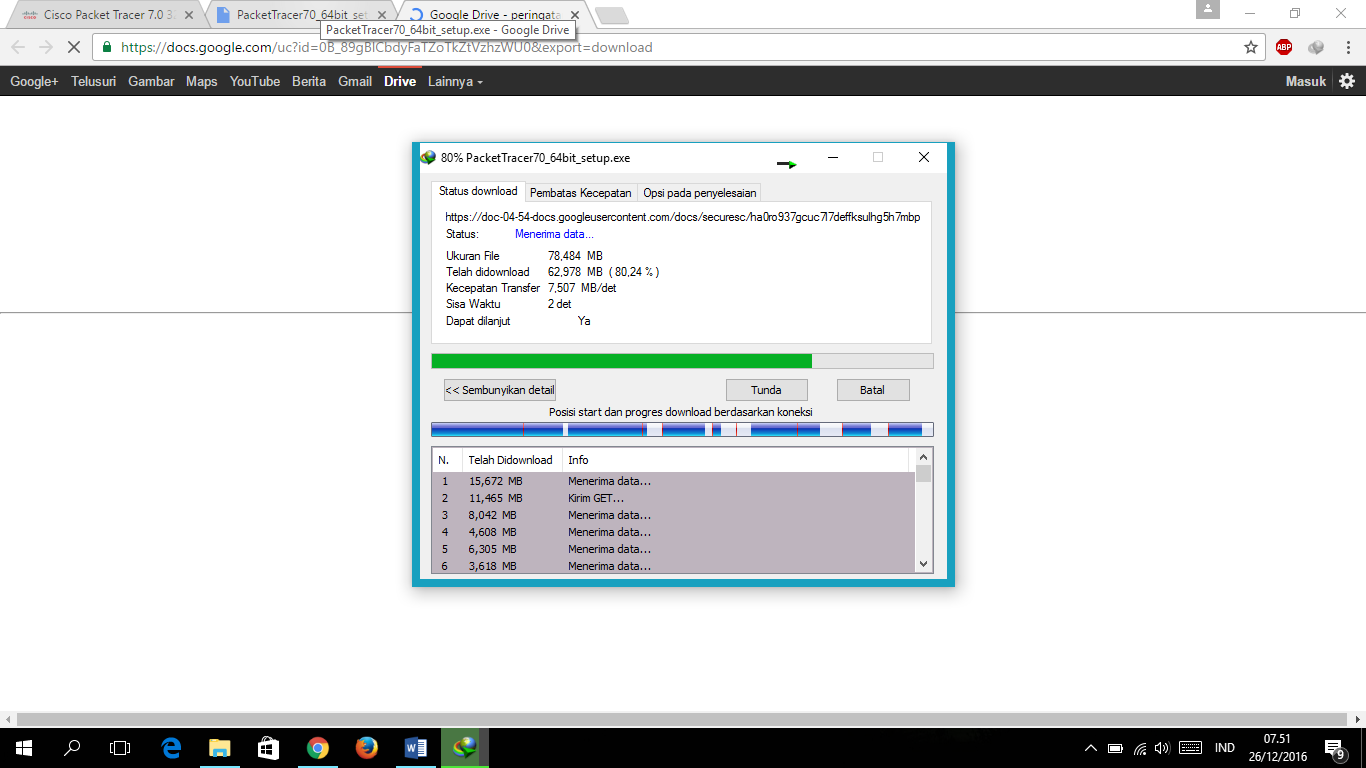 Cisco Packet Tracer 7.0 3
PacketTracer70_64bit_set
Google Drive - peringata
PacketTracer70_64bit_setup.exe - Google Drive
https://docs.google.com/uc?id=0B_89gBlCbdyFaTZoTkZtVzhzWU0&export=download
ABP
Google+ Telusuri Gambar Maps YouTube Berita Gmail Drive Lainnya Masuk
80% PacketTracer70_64bit_setup.exe
Status download Pembatas Kecepatan Opsi pada penyelesaian
https://doc-04-54-docs.googleusercontent.com/docs/securesc/ha0ro937gcuc7l7deffksulhg5h7mbp
Status: Menerima data...
Ukuran File 78,484 MB
Telah didownload 62,978 MB ( 80,24 % )
Kecepatan Transfer 7,507 MB/det
Sisa Waktu 2 det
Dapat dilanjut Ya
<< Sembunyikan detail Tunda Batal
Posisi start dan progres download berdasarkan koneksi
N. Telah Didownload Info
1 15,672 MB Menerima data...
2 11,465 MB Kirim GET...
3 8,042 MB Menerima data...
4 4,608 MB Menerima data...
5 6,305 MB Menerima data...
6 3,618 MB Menerima data...
IND
07.51
26/12/2016
9